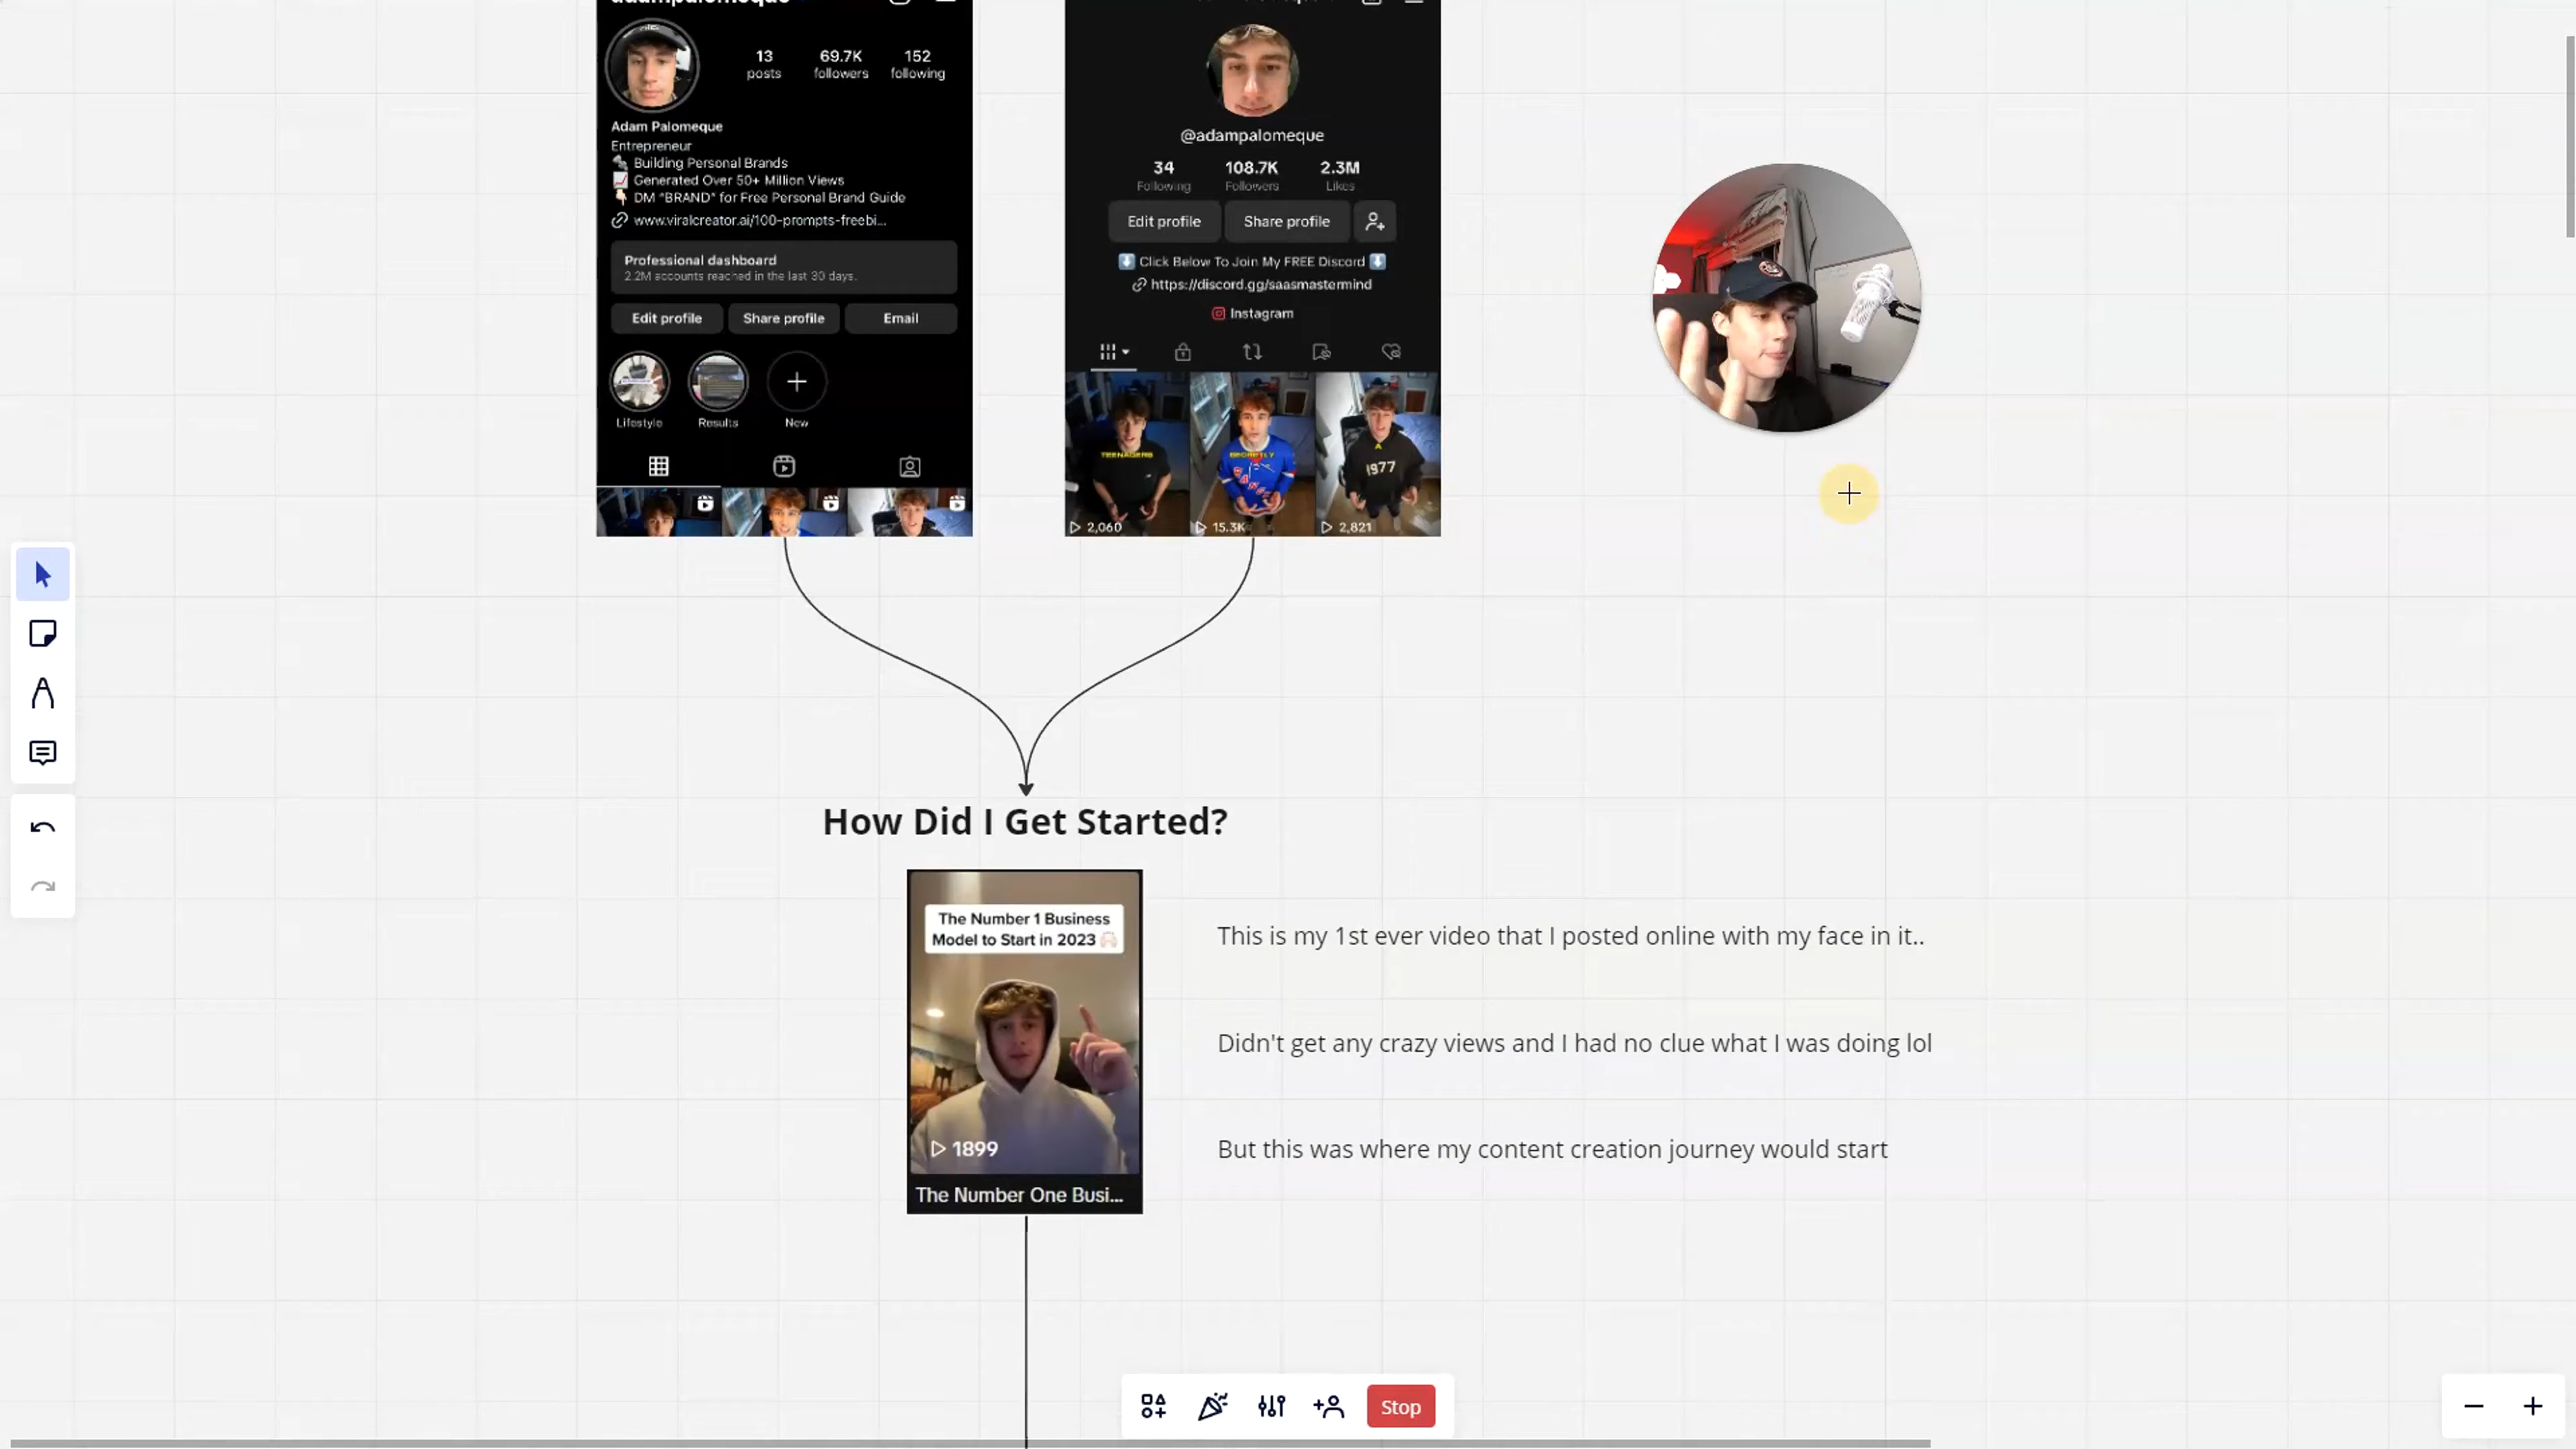 13 69.7K 152
posts followers following
Adam Palomeque
Entrepreneur
Building Personal Brands
Generated Over 50+ Million Views
DM "BRAND" for Free Personal Brand Guide
www.viralcreator.ai/100-prompts-freebi...
Professional dashboard
2.2M accounts reached in the last 30 days.
Edit profile Share profile Email
Lifestyle Results New
@adampalomeque
34 108.7K 2.3M
Following Followers Likes
Edit profile Share profile
Click Below To Join My FREE Discord
https://discord.gg/saasmastermind
Instagram
TEENAGERS SECRETLY A
1977
2,060 15.3K 2,821
How Did I Get Started?
The Number 1 Business
Model to Start in 2023
1899
The Number One Busi...
This is my 1st ever video that I posted online with my face in it..
Didn't get any crazy views and I had no clue what I was doing lol
But this was where my content creation journey would start
Stop